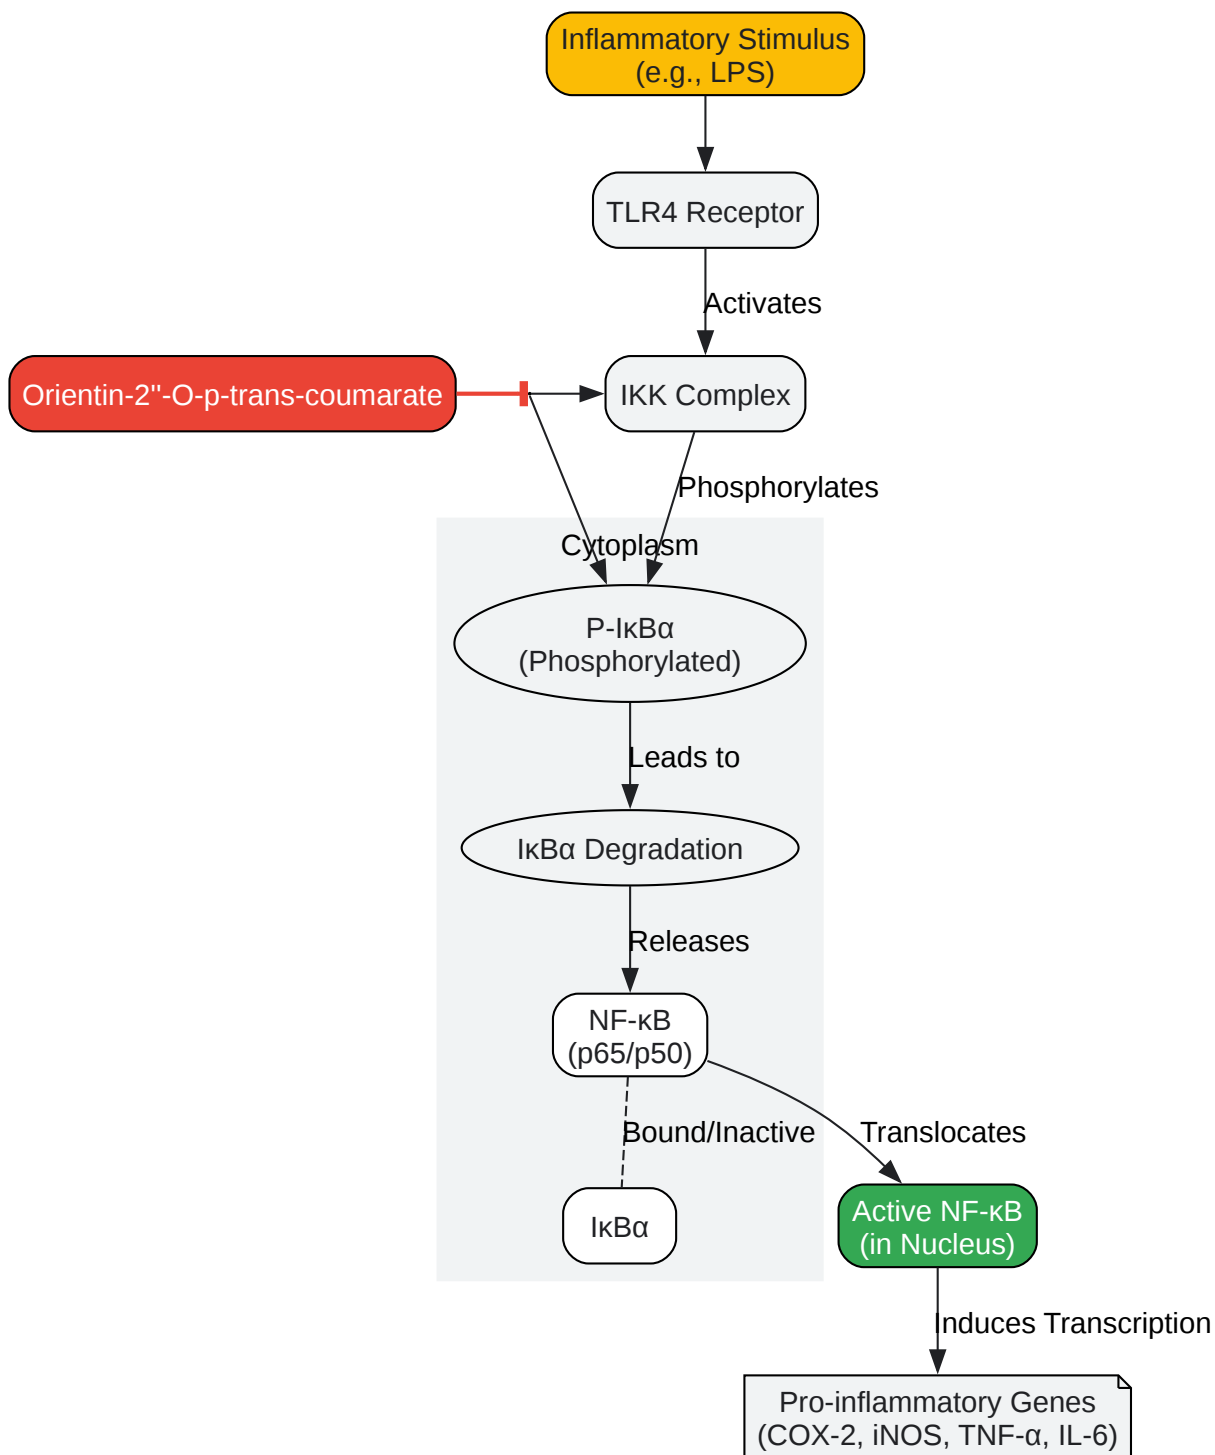 Inflammatory Stimulus
(e.g., LPS)
TLR4 Receptor
Activates
Orientin-2"-O-p-trans-coumarate
IKK Complex
Phosphorylates
Cytoplasm
P-IκBα
(Phosphorylated)
Leads to
IκBα Degradation
Releases
NF-κB
(p65/p50)
Bound/Inactive
Translocates
IκBα
Active NF-κB
(in Nucleus)
Induces Transcription
Pro-inflammatory Genes
(COX-2, iNOS, TNF-α, IL-6)